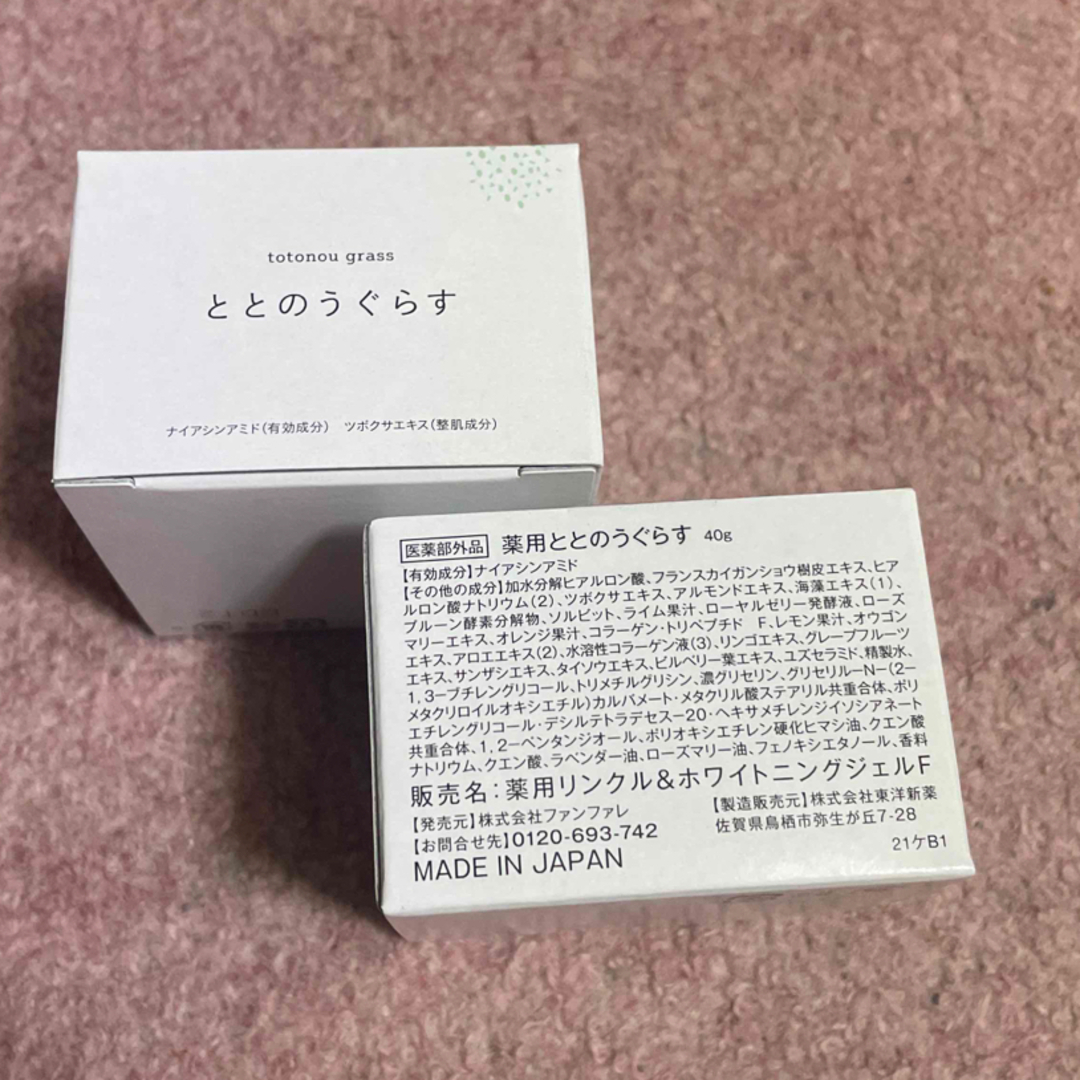 totonou grass
ととのうぐらす
ナイアシンアミド(有効成分) ツボクサエキス(整肌成分)
医薬部外品 薬用ととのうぐらす 40g
【有効成分】ナイアシンアミド
【その他の成分】加水分解ヒアルロン酸、フランスカイガンショウ樹皮エキス、ヒア
ルロン酸ナトリウム(2)、ツボクサエキス、アルモンドエキス、海藻エキス(1)、
プルーン酵素分解物、ソルビット、ライム果汁、ローヤルゼリー発酵液、ローズ
マリーエキス、オレンジ果汁、コラーゲン・トリペプチド F、レモン果汁、オウゴン
エキス、アロエエキス(2)、水溶性コラーゲン液(3)、リンゴエキス、グレープフルーツ
エキス、サンザシエキス、タイソウエキス、ビルベリー葉エキス、ユズセラミド、精製水、
1,3−ブチレングリコール、トリメチルグリシン、濃グリセリン、グリセリル−N−(2−
メタクリロイルオキシエチル)カルバメート・メタクリル酸ステアリル共重合体、ポリ
エチレングリコール・デシルテトラデセス−20・ヘキサメチレンジイソシアネート
共重合体、1,2−ペンタンジオール、ポリオキシエチレン硬化ヒマシ油、クエン酸
ナトリウム、クエン酸、ラベンダー油、ローズマリー油、フェノキシエタノール、香料
販売名:薬用リンクル&ホワイトニングジェルF
【発売元】株式会社ファンファレ
【お問合せ先】0120-693-742
MADE IN JAPAN
【製造販売元】株式会社東洋新薬
佐賀県鳥栖市弥生が丘7-28
21ケB1